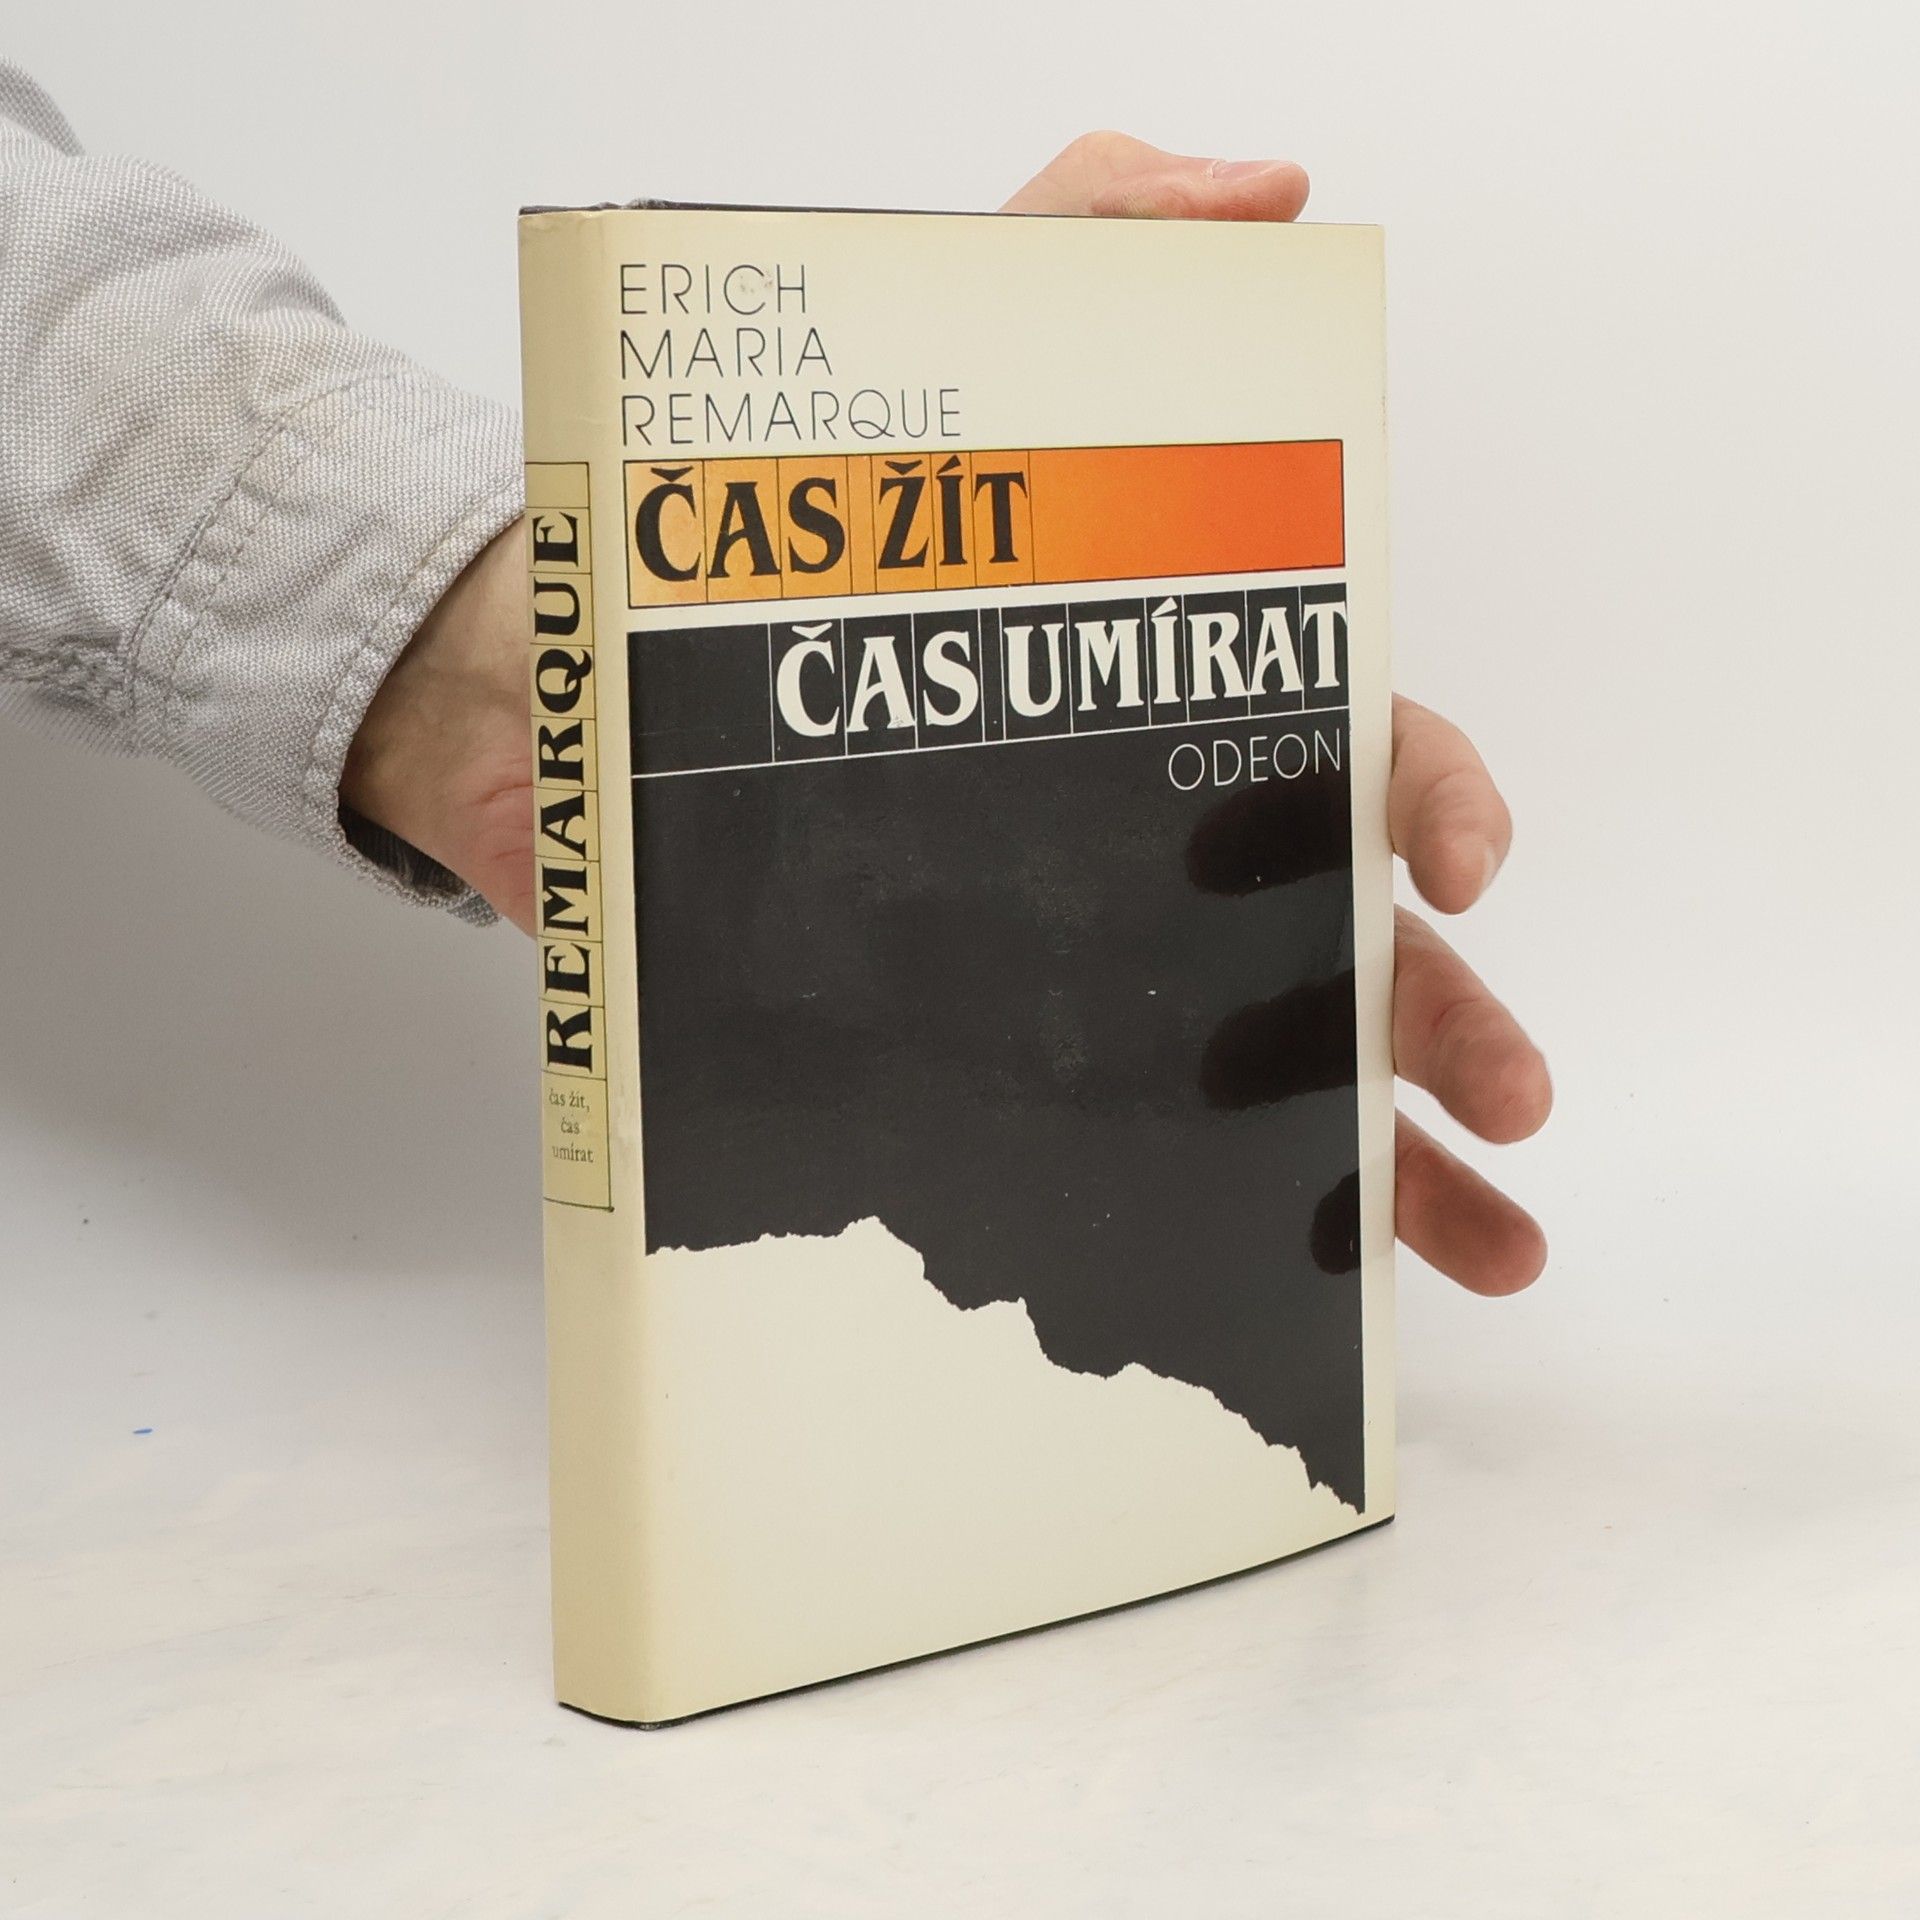 ERICH
MARIA
REMARQUE
ČAS ŽÍT
ČAS UMÍRAT
ODEON
REMARQUE
čas žít,
čas
umírat